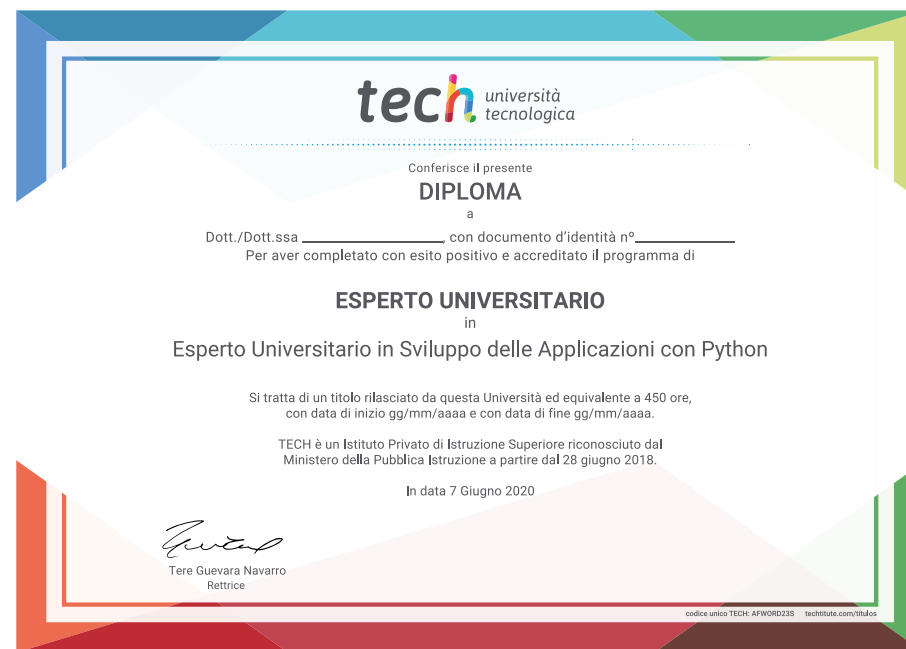 tech università
tecnologica
Conferisce il presente
DIPLOMA
a
Dott./Dott.ssa ____________, con documento d'identità nº_________
Per aver completato con esito positivo e accreditato il programma di
ESPERTO UNIVERSITARIO
in
Esperto Universitario in Sviluppo delle Applicazioni con Python
Si tratta di un titolo rilasciato da questa Università ed equivalente a 450 ore,
con data di inizio gg/mm/aaaa e con data di fine gg/mm/aaaa.
TECH è un Istituto Privato di Istruzione Superiore riconosciuto dal
Ministero della Pubblica Istruzione a partire dal 28 giugno 2018.
In data 7 Giugno 2020
Tere Guevara Navarro
Rettrice
codice unico TECH: AFWORD23S techtitute.com/titulos